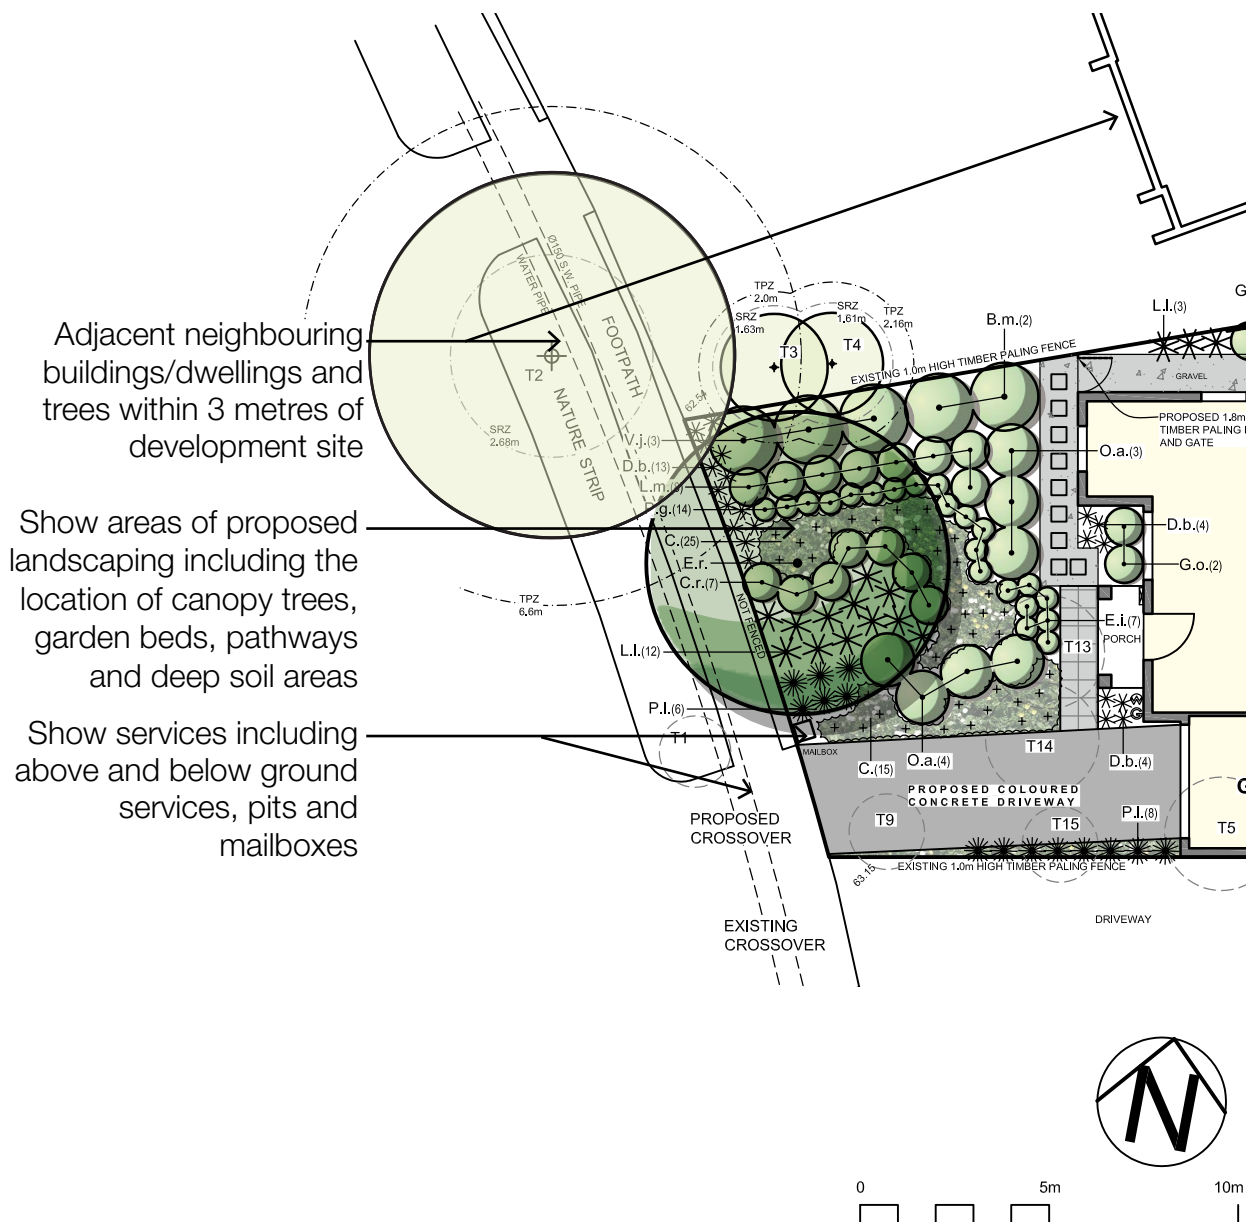 Adjacent neighbouring
buildings/dwellings and
trees within 3 metres of
development site
Show areas of proposed
landscaping including the
location of canopy trees,
garden beds, pathways
and deep soil areas
Show services including
above and below ground
services, pits and
mailboxes
Ø150 S.W. PIPE
WATER PIPE
FOOTPATH
NATURE STRIP
T2
SRZ
2.68m
TPZ
6.6m
TPZ
2.0m
SRZ
1.63m
SRZ
1.61m
TPZ
2.16m
T3
T4
62.54
EXISTING 1.0m HIGH TIMBER PALING FENCE
B.m.(2)
L.l.(3)
G
GRAVEL
PROPOSED 1.8m
TIMBER PALING
AND GATE
V.j.(3)
D.b.(13)
L.m.
.g.(14)
C.(25)
E.r.
C.r.(7)
L.l.(12)
P.l.(6)
T1
NOT FENCED
MAILBOX
O.a.(3)
D.b.(4)
G.o.(2)
E.i.(7)
PORCH
T13
G
T14
C.(15)
O.a.(4)
D.b.(4)
PROPOSED COLOURED
CONCRETE DRIVEWAY
P.l.(8)
T9
T15
T5
G
PROPOSED
CROSSOVER
EXISTING 1.0m HIGH TIMBER PALING FENCE
63.15
EXISTING
CROSSOVER
DRIVEWAY
N
0
5m
10m